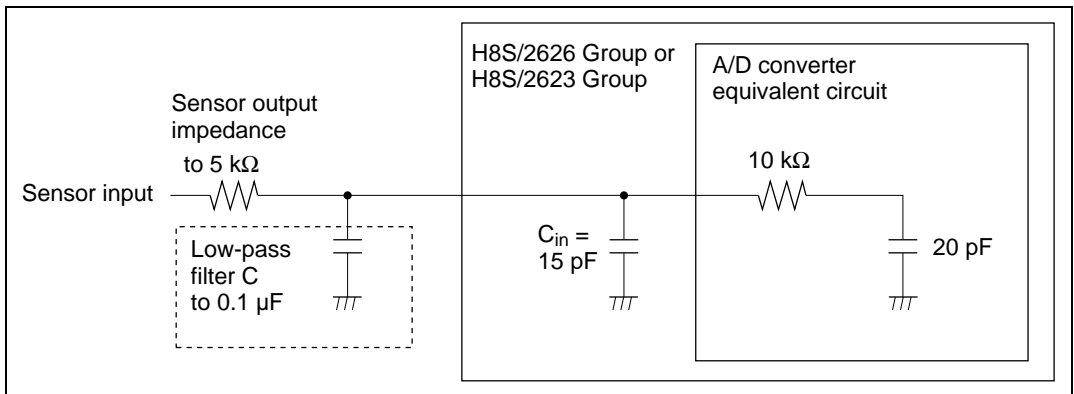 H8S/2626 Group or
H8S/2623 Group
A/D converter
equivalent circuit
Sensor output
impedance
to 5 kΩ
10 kΩ
Sensor input
Low-pass
filter C
to 0.1 µF
Cin =
15 pF
20 pF